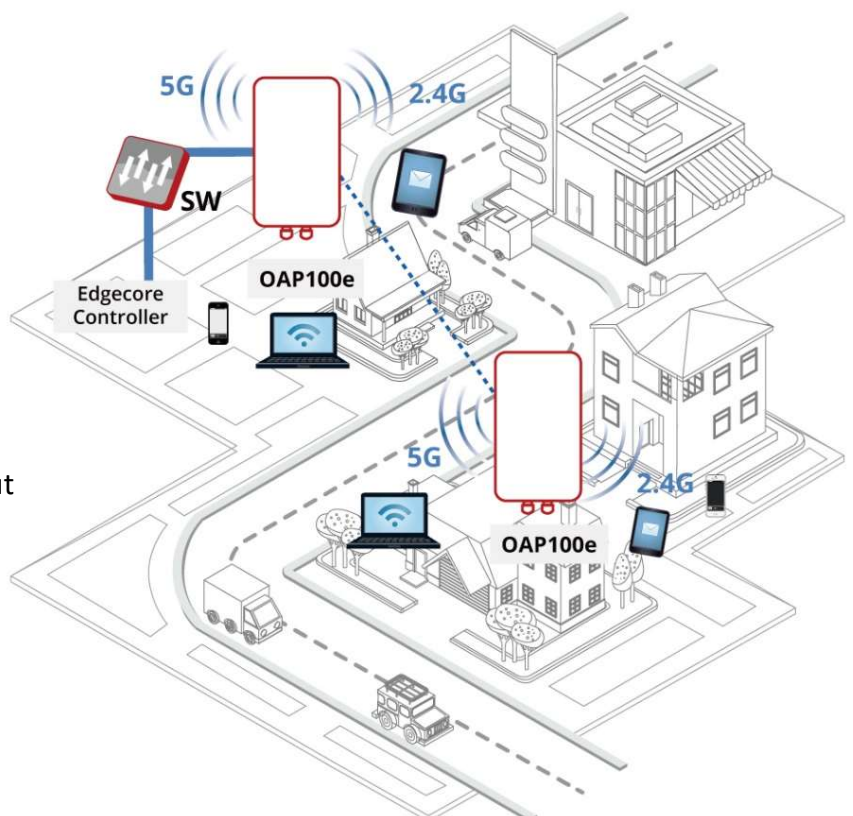 5G
2.4G
SW
OAP100e
Edgecore
Controller
5G
2.4G
OAP100e